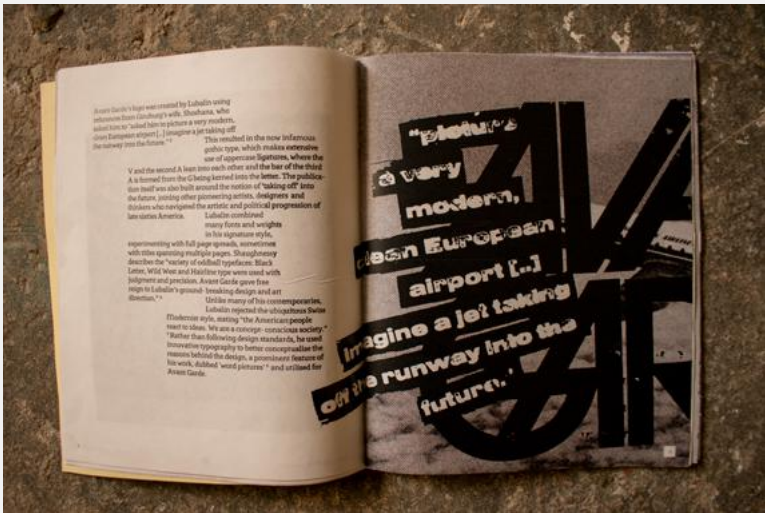 Avant Garde's logo was created by Lubalin using
references from Ginzburg's wife, Shoshana, who
asked him to "asked him to picture a very modern,
clean European airport [...] imagine a jet taking off
the runway into the future." ⁵
This resulted in the now infamous
gothic type, which makes extensive
use of uppercase ligatures, where the
V and the second A lean into each other and the bar of the third
A is formed from the G being kerned into the letter. The publica-
tion itself was also built around the notion of 'taking off' into
the future, joining other pioneering artists, designers and
thinkers who navigated the artistic and political progression of
late sixties America.
Lubalin combined
many fonts and weights
in his signature style,
experimenting with full page spreads, sometimes
with titles spanning multiple pages. Shaughnessy
describes the "variety of oddball typefaces: Black
Letter, Wild West and Hairline type were used with
judgment and precision. Avant Garde gave free
reign to Lubalin's ground-breaking design and art
direction."
Unlike many of his contemporaries,
Lubalin rejected the ubiquitous Swiss
Modernist style, stating "the American people
react to ideas. We are a concept-conscious society."
Rather than following design standards, he used
innovative typography to better conceptualise the
reasons behind the design, a prominent feature of
his work, dubbed 'word pictures' and utilised for
Avant Garde.
"picture
a very
modern,
clean European
airport [..]
imagine a jet taking
off the runway into the
future."